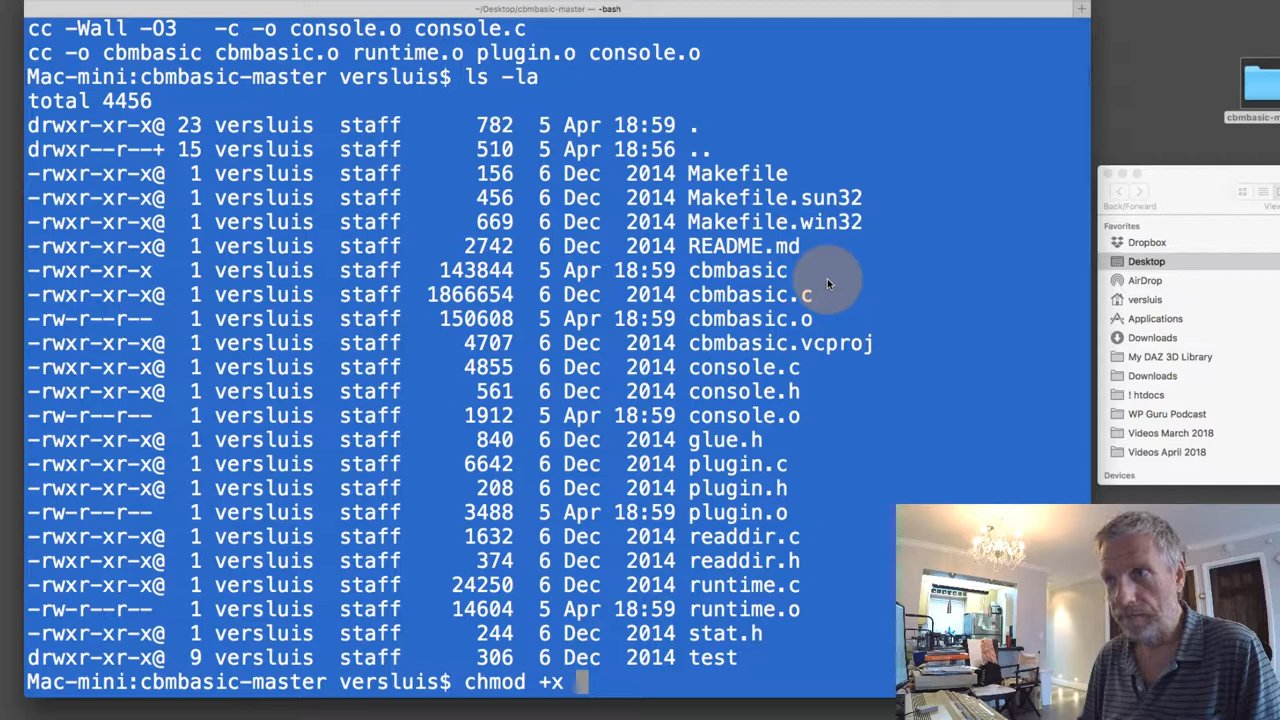 ~/Desktop/cbmbasic-master — -bash
cc -Wall -O3   -c -o console.o console.c
cc -o cbmbasic cbmbasic.o runtime.o plugin.o console.o
Mac-mini:cbmbasic-master versluis$ ls -la
total 4456
drwxr-xr-x@ 23 versluis  staff      782  5 Apr 18:59 .
drwxr--r--+ 15 versluis  staff      510  5 Apr 18:56 ..
-rwxr-xr-x@  1 versluis  staff      156  6 Dec  2014 Makefile
-rwxr-xr-x@  1 versluis  staff      456  6 Dec  2014 Makefile.sun32
-rwxr-xr-x@  1 versluis  staff      669  6 Dec  2014 Makefile.win32
-rwxr-xr-x@  1 versluis  staff     2742  6 Dec  2014 README.md
-rwxr-xr-x   1 versluis  staff   143844  5 Apr 18:59 cbmbasic
-rwxr-xr-x@  1 versluis  staff  1866654  6 Dec  2014 cbmbasic.c
-rw-r--r--   1 versluis  staff   150608  5 Apr 18:59 cbmbasic.o
-rwxr-xr-x@  1 versluis  staff     4707  6 Dec  2014 cbmbasic.vcproj
-rwxr-xr-x@  1 versluis  staff     4855  6 Dec  2014 console.c
-rwxr-xr-x@  1 versluis  staff      561  6 Dec  2014 console.h
-rw-r--r--   1 versluis  staff     1912  5 Apr 18:59 console.o
-rwxr-xr-x@  1 versluis  staff      840  6 Dec  2014 glue.h
-rwxr-xr-x@  1 versluis  staff     6642  6 Dec  2014 plugin.c
-rwxr-xr-x@  1 versluis  staff      208  6 Dec  2014 plugin.h
-rw-r--r--   1 versluis  staff     3488  5 Apr 18:59 plugin.o
-rwxr-xr-x@  1 versluis  staff     1632  6 Dec  2014 readdir.c
-rwxr-xr-x@  1 versluis  staff      374  6 Dec  2014 readdir.h
-rwxr-xr-x@  1 versluis  staff    24250  6 Dec  2014 runtime.c
-rw-r--r--   1 versluis  staff    14604  5 Apr 18:59 runtime.o
-rwxr-xr-x@  1 versluis  staff      244  6 Dec  2014 stat.h
drwxr-xr-x@  9 versluis  staff      306  6 Dec  2014 test
Mac-mini:cbmbasic-master versluis$ chmod +x
cbmbasic-m
Back/Forward
View
Favorites
Dropbox
Desktop
AirDrop
versluis
Applications
Downloads
My DAZ 3D Library
Downloads
! htdocs
WP Guru Podcast
Videos March 2018
Videos April 2018
Devices